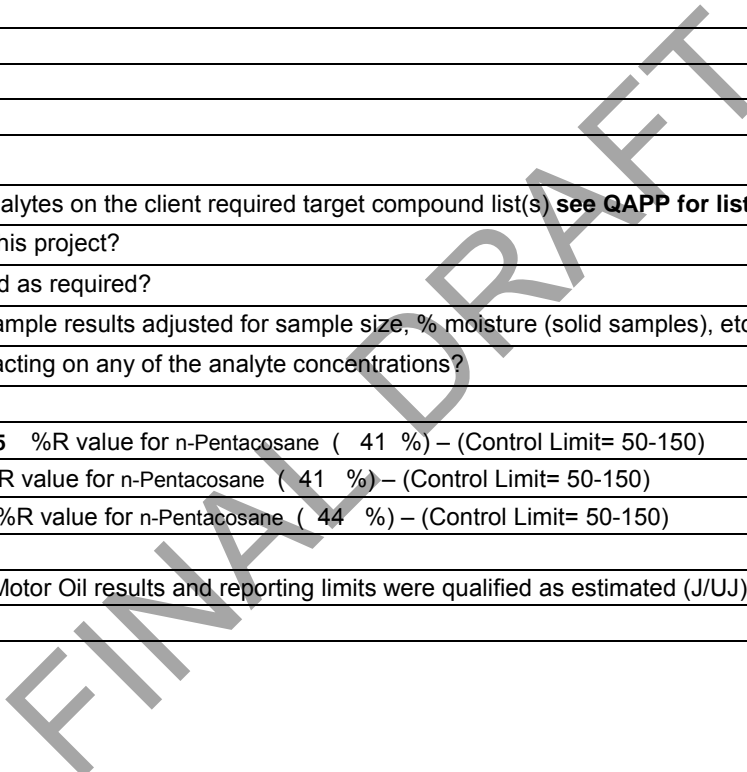 alytes on the client required target compound list(s) see QAPP for list
his project?
d as required?
ample results adjusted for sample size, % moisture (solid samples), etc
acting on any of the analyte concentrations?
5 %R value for n-Pentacosane ( 41 %) – (Control Limit= 50-150)
R value for n-Pentacosane ( 41 %) – (Control Limit= 50-150)
%R value for n-Pentacosane ( 44 %) – (Control Limit= 50-150)
Motor Oil results and reporting limits were qualified as estimated (J/UJ)
FINAL DRAFT